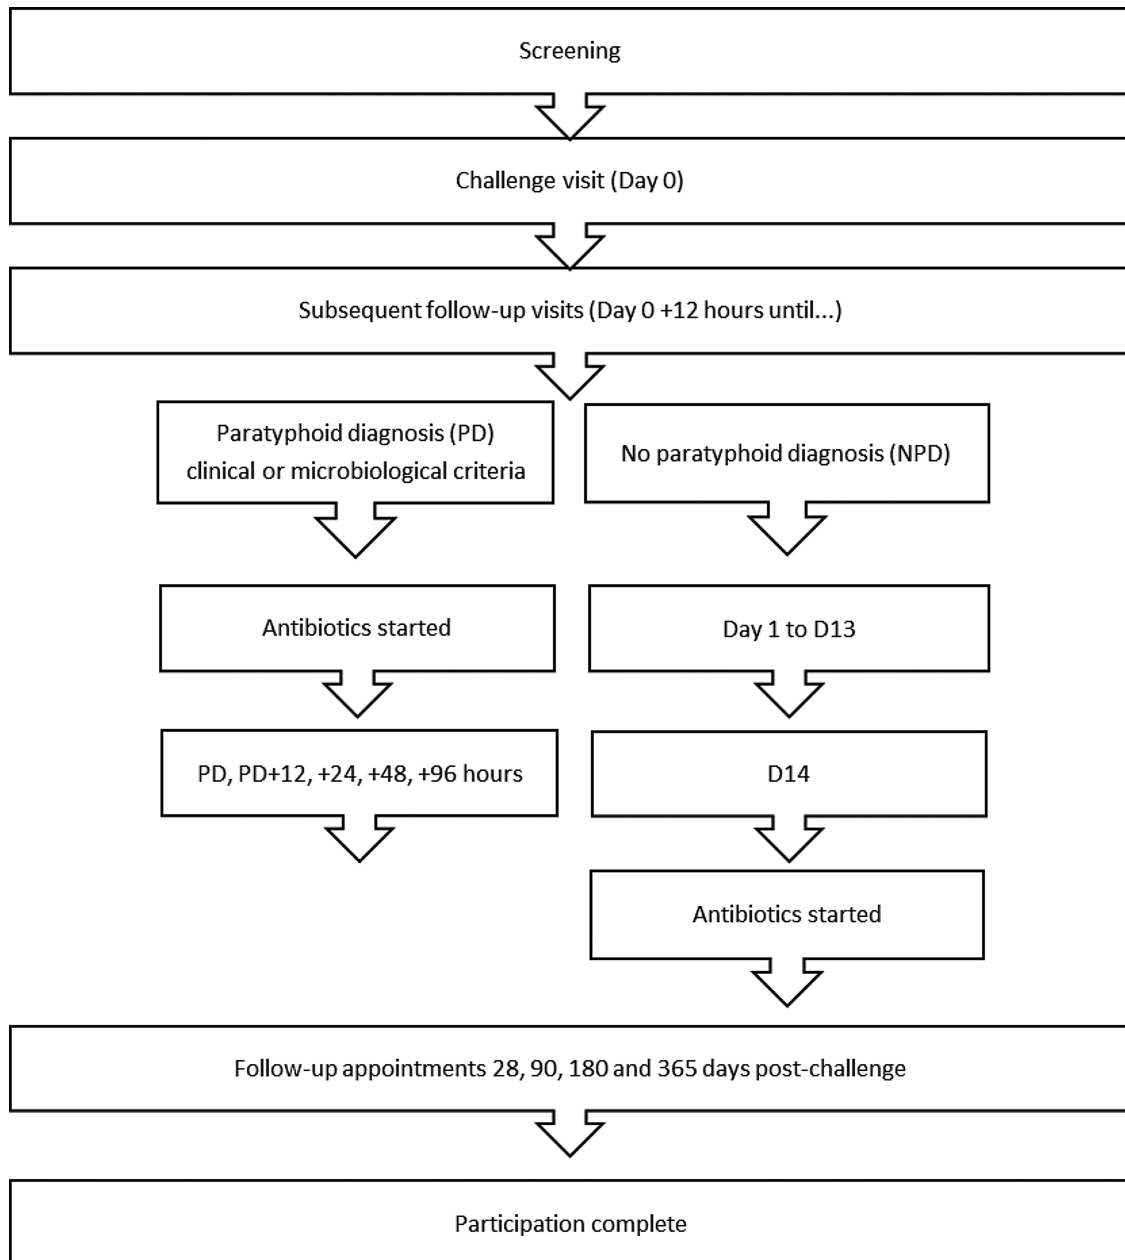 Screening
Challenge visit (Day 0)
Subsequent follow-up visits (Day 0 +12 hours until...)
Paratyphoid diagnosis (PD)
clinical or microbiological criteria
No paratyphoid diagnosis (NPD)
Antibiotics started
Day 1 to D13
PD, PD+12, +24, +48, +96 hours
D14
Antibiotics started
Follow-up appointments 28, 90, 180 and 365 days post-challenge
Participation complete